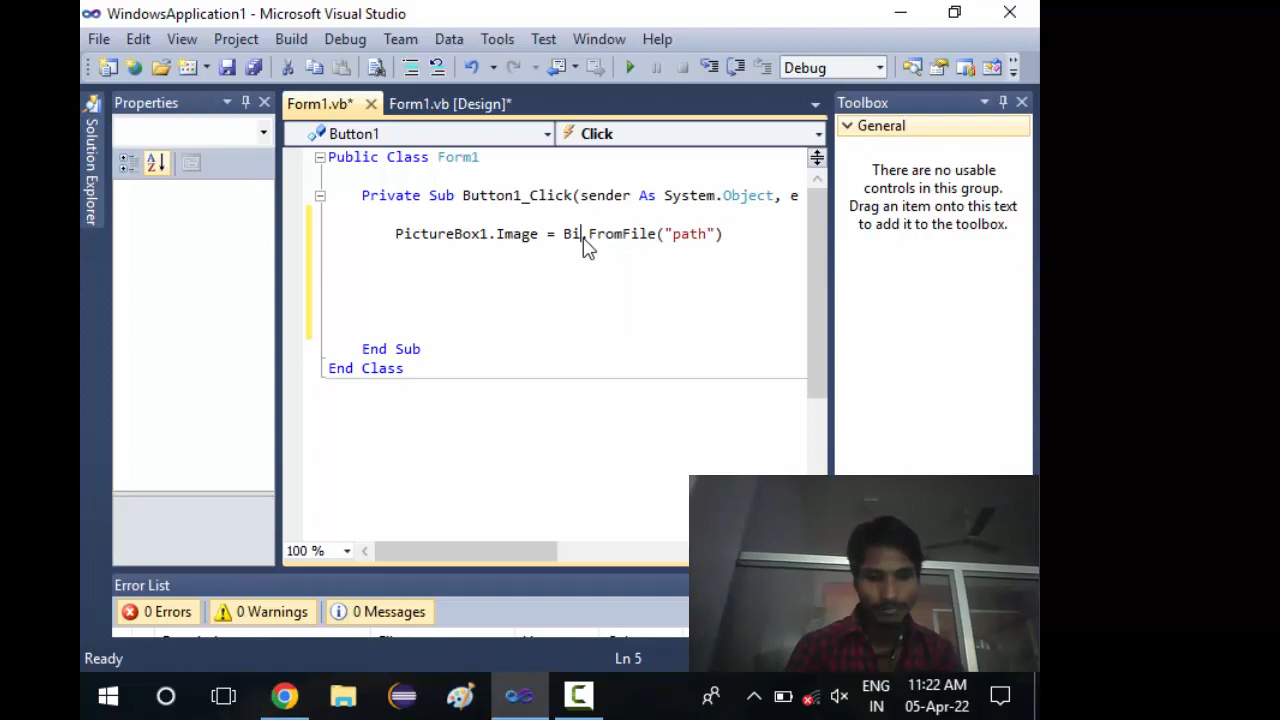 WindowsApplication1 - Microsoft Visual Studio
File Edit View Project Build Debug Team Data Tools Test Window Help
Debug
Solution Explorer
Properties
Form1.vb*
Form1.vb [Design]*
Toolbox
Button1
Click
General
Public Class Form1
There are no usable
controls in this group.
Drag an item onto this text
to add it to the toolbox.
Private Sub Button1_Click(sender As System.Object, e
PictureBox1.Image = Bi.FromFile("path")
End Sub
End Class
100 %
Error List
0 Errors
0 Warnings
0 Messages
Ready
Ln 5
ENG
IN
11:22 AM
05-Apr-22